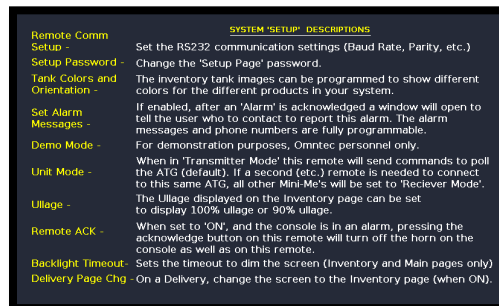 SYSTEM 'SETUP' DESCRIPTIONS
Remote Comm
Setup - Set the RS232 communication settings (Baud Rate, Parity, etc.)
Setup Password - Change the 'Setup Page' password.
Tank Colors and
Orientation - The inventory tank images can be programmed to show different
colors for the different products in your system.
Set Alarm
Messages - If enabled, after an 'Alarm' is acknowledged a window will open to
tell the user who to contact to report this alarm. The alarm
messages and phone numbers are fully programmable.
Demo Mode - For demonstration purposes, Omntec personnel only.
Unit Mode - When in 'Transmitter Mode' this remote will send commands to poll
the ATG (default). If a second (etc.) remote is needed to connect
to this same ATG, all other Mini-Me's will be set to 'Reciever Mode'.
Ullage - The Ullage displayed on the Inventory page can be set
to display 100% ullage or 90% ullage.
Remote ACK - When set to 'ON', and the console is in an alarm, pressing the
acknowledge button on this remote will turn off the horn on the
console as well as on this remote.
Backlight Timeout- Sets the timeout to dim the screen (Inventory and Main pages only)
Delivery Page Chg - On a Delivery, change the screen to the Inventory page (when ON).